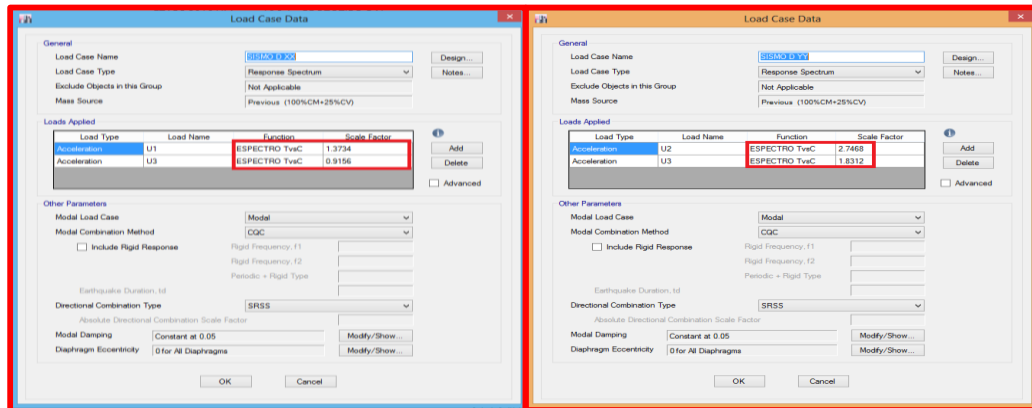 Load Case Data
General
Load Case Name SISMO D XX Design...
Load Case Type Response Spectrum Notes...
Exclude Objects in this Group Not Applicable
Mass Source Previous (100%CM+25%CV)
Loads Applied
Load Type Load Name Function Scale Factor
Acceleration U1 ESPECTRO TvsC 1.3734 Add
Acceleration U3 ESPECTRO TvsC 0.9156 Delete
Advanced
Other Parameters
Modal Load Case Modal
Modal Combination Method CQC
Include Rigid Response Rigid Frequency, f1
Rigid Frequency, f2
Periodic + Rigid Type
Earthquake Duration, td
Directional Combination Type SRSS
Absolute Directional Combination Scale Factor
Modal Damping Constant at 0.05 Modify/Show...
Diaphragm Eccentricity 0 for All Diaphragms Modify/Show...
OK Cancel
Load Case Data
General
Load Case Name SISMO D YY Design...
Load Case Type Response Spectrum Notes...
Exclude Objects in this Group Not Applicable
Mass Source Previous (100%CM+25%CV)
Loads Applied
Load Type Load Name Function Scale Factor
Acceleration U2 ESPECTRO TvsC 2.7468 Add
Acceleration U3 ESPECTRO TvsC 1.8312 Delete
Advanced
Other Parameters
Modal Load Case Modal
Modal Combination Method CQC
Include Rigid Response Rigid Frequency, f1
Rigid Frequency, f2
Periodic + Rigid Type
Earthquake Duration, td
Directional Combination Type SRSS
Absolute Directional Combination Scale Factor
Modal Damping Constant at 0.05 Modify/Show...
Diaphragm Eccentricity 0 for All Diaphragms Modify/Show...
OK Cancel